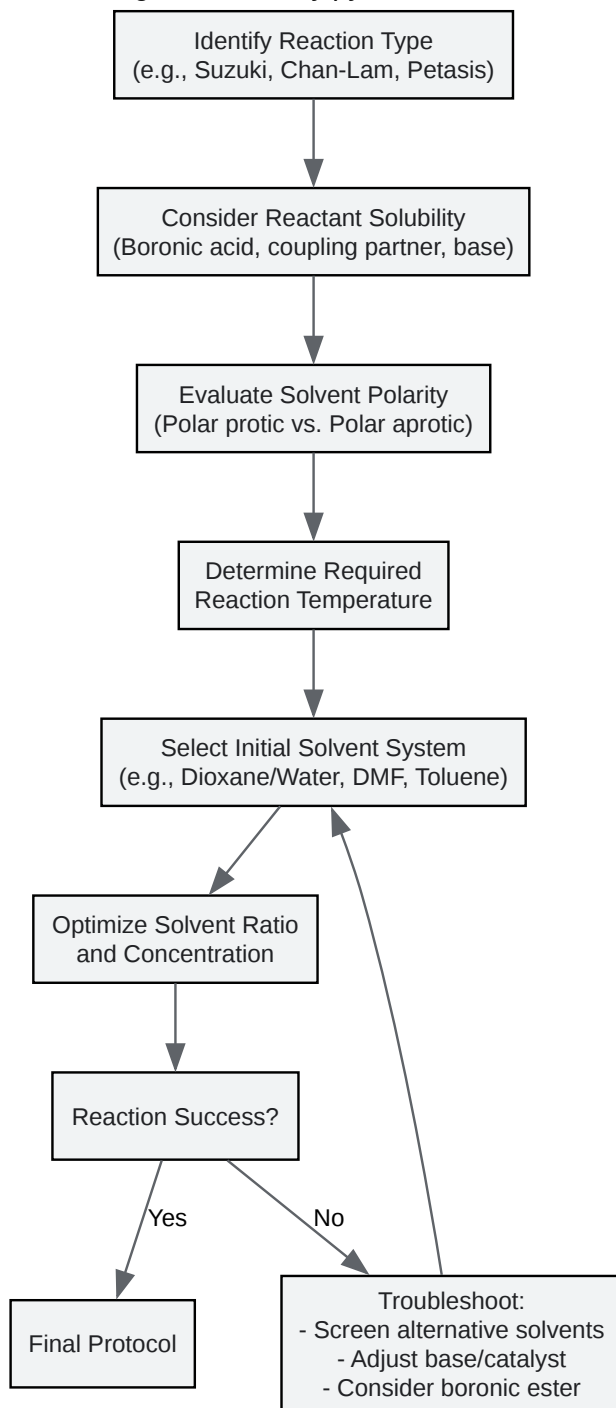 Identify Reaction Type
(e.g., Suzuki, Chan-Lam, Petasis)
Consider Reactant Solubility
(Boronic acid, coupling partner, base)
Evaluate Solvent Polarity
(Polar protic vs. Polar aprotic)
Determine Required
Reaction Temperature
Select Initial Solvent System
(e.g., Dioxane/Water, DMF, Toluene)
Optimize Solvent Ratio
and Concentration
Reaction Success?
Yes
No
Final Protocol
Troubleshoot:
- Screen alternative solvents
- Adjust base/catalyst
- Consider boronic ester